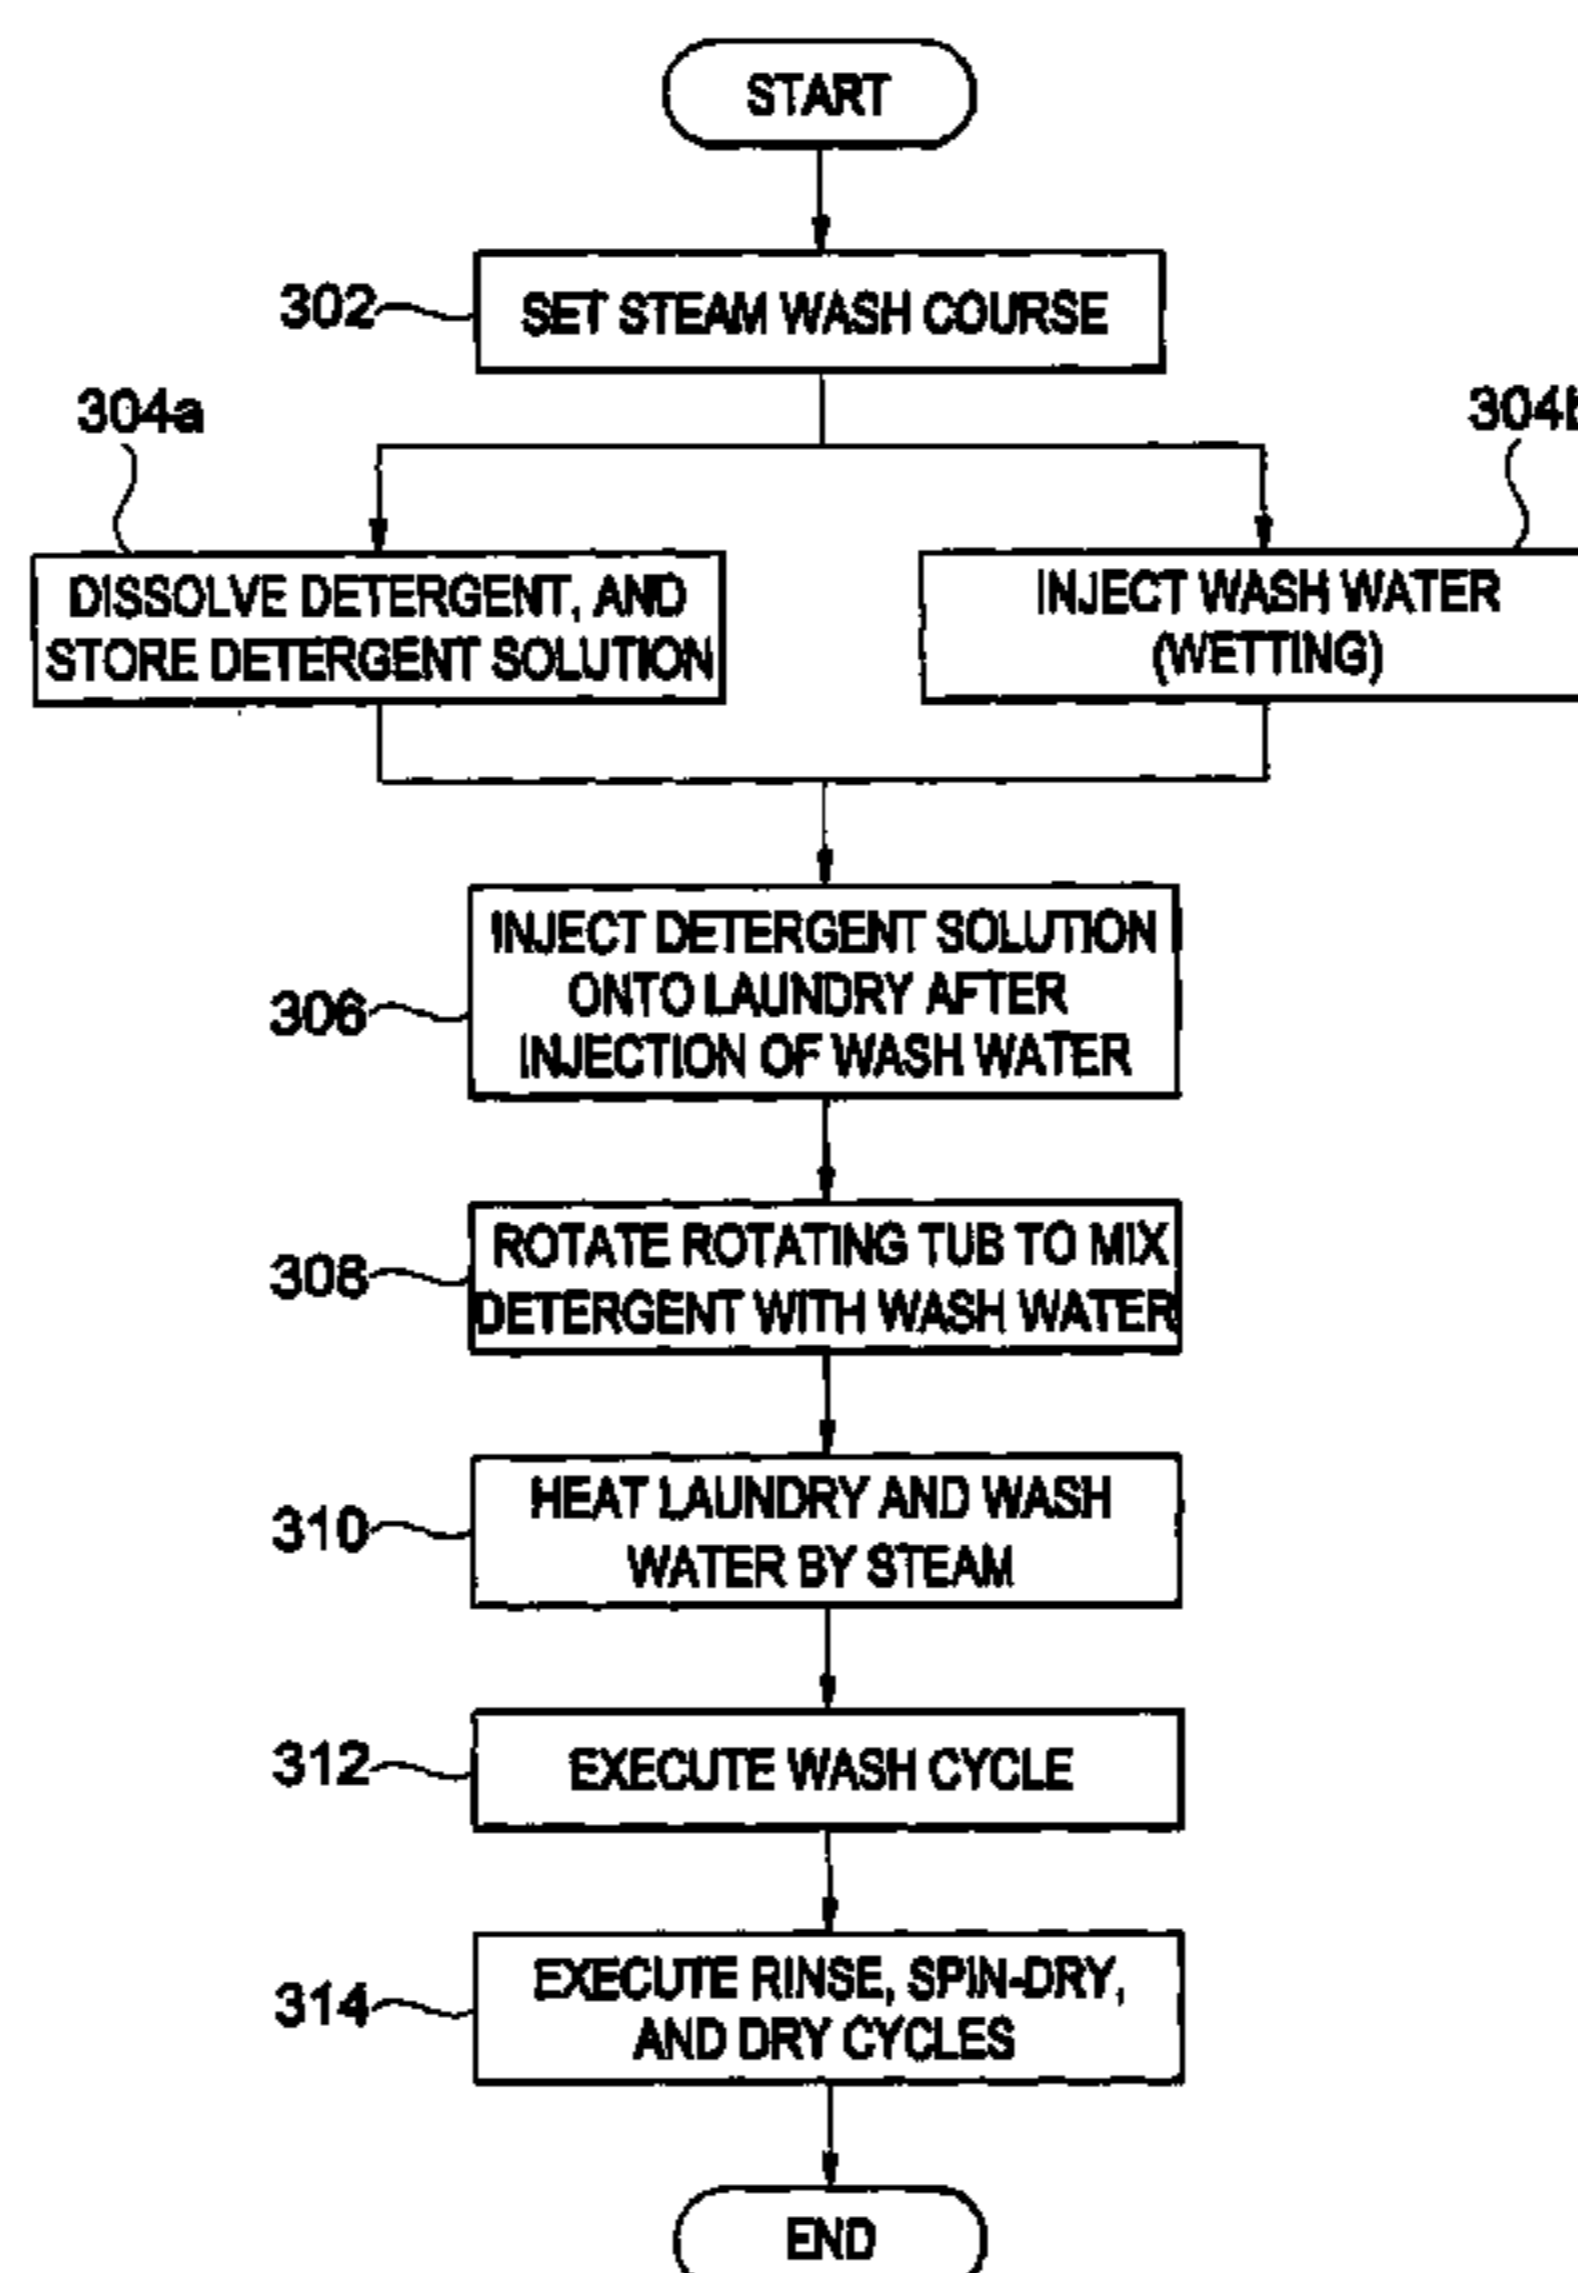 START
302
SET STEAM WASH COURSE
304a
304b
DISSOLVE DETERGENT, AND
STORE DETERGENT SOLUTION
INJECT WASH WATER
(WETTING)
306
INJECT DETERGENT SOLUTION
ONTO LAUNDRY AFTER
INJECTION OF WASH WATER
308
ROTATE ROTATING TUB TO MIX
DETERGENT WITH WASH WATER
310
HEAT LAUNDRY AND WASH
WATER BY STEAM
312
EXECUTE WASH CYCLE
314
EXECUTE RINSE, SPIN-DRY,
AND DRY CYCLES
END